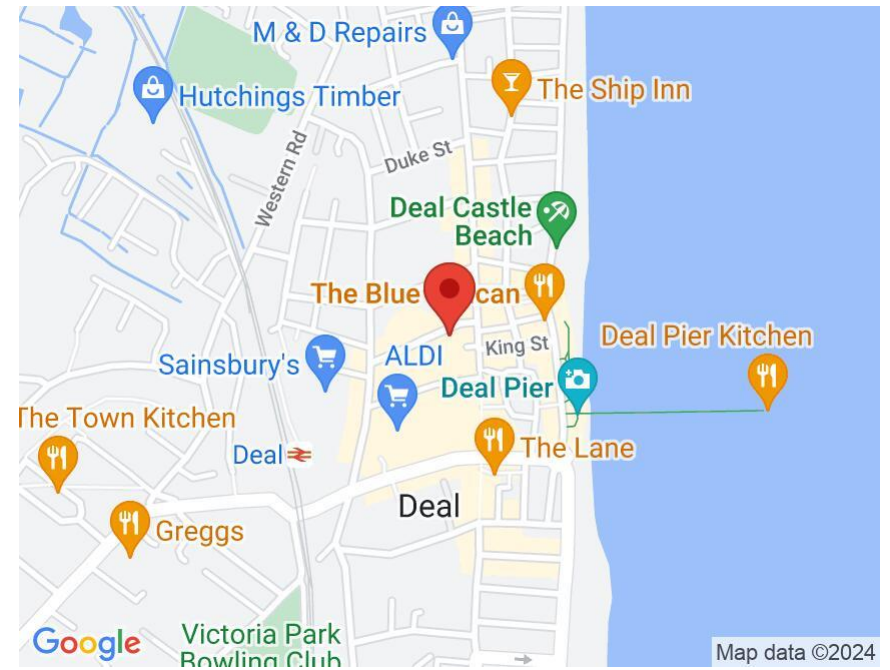 M & D Repairs
The Ship Inn
Hutchings Timber
Duke St
Western Rd
Deal Castle
Beach
The Blue
can
King St
Deal Pier Kitchen
Sainsbury's
ALDI
Deal Pier
The Town Kitchen
Deal
The Lane
Deal
Greggs
Victoria Park
Bowling Club
Google
Map data ©2024